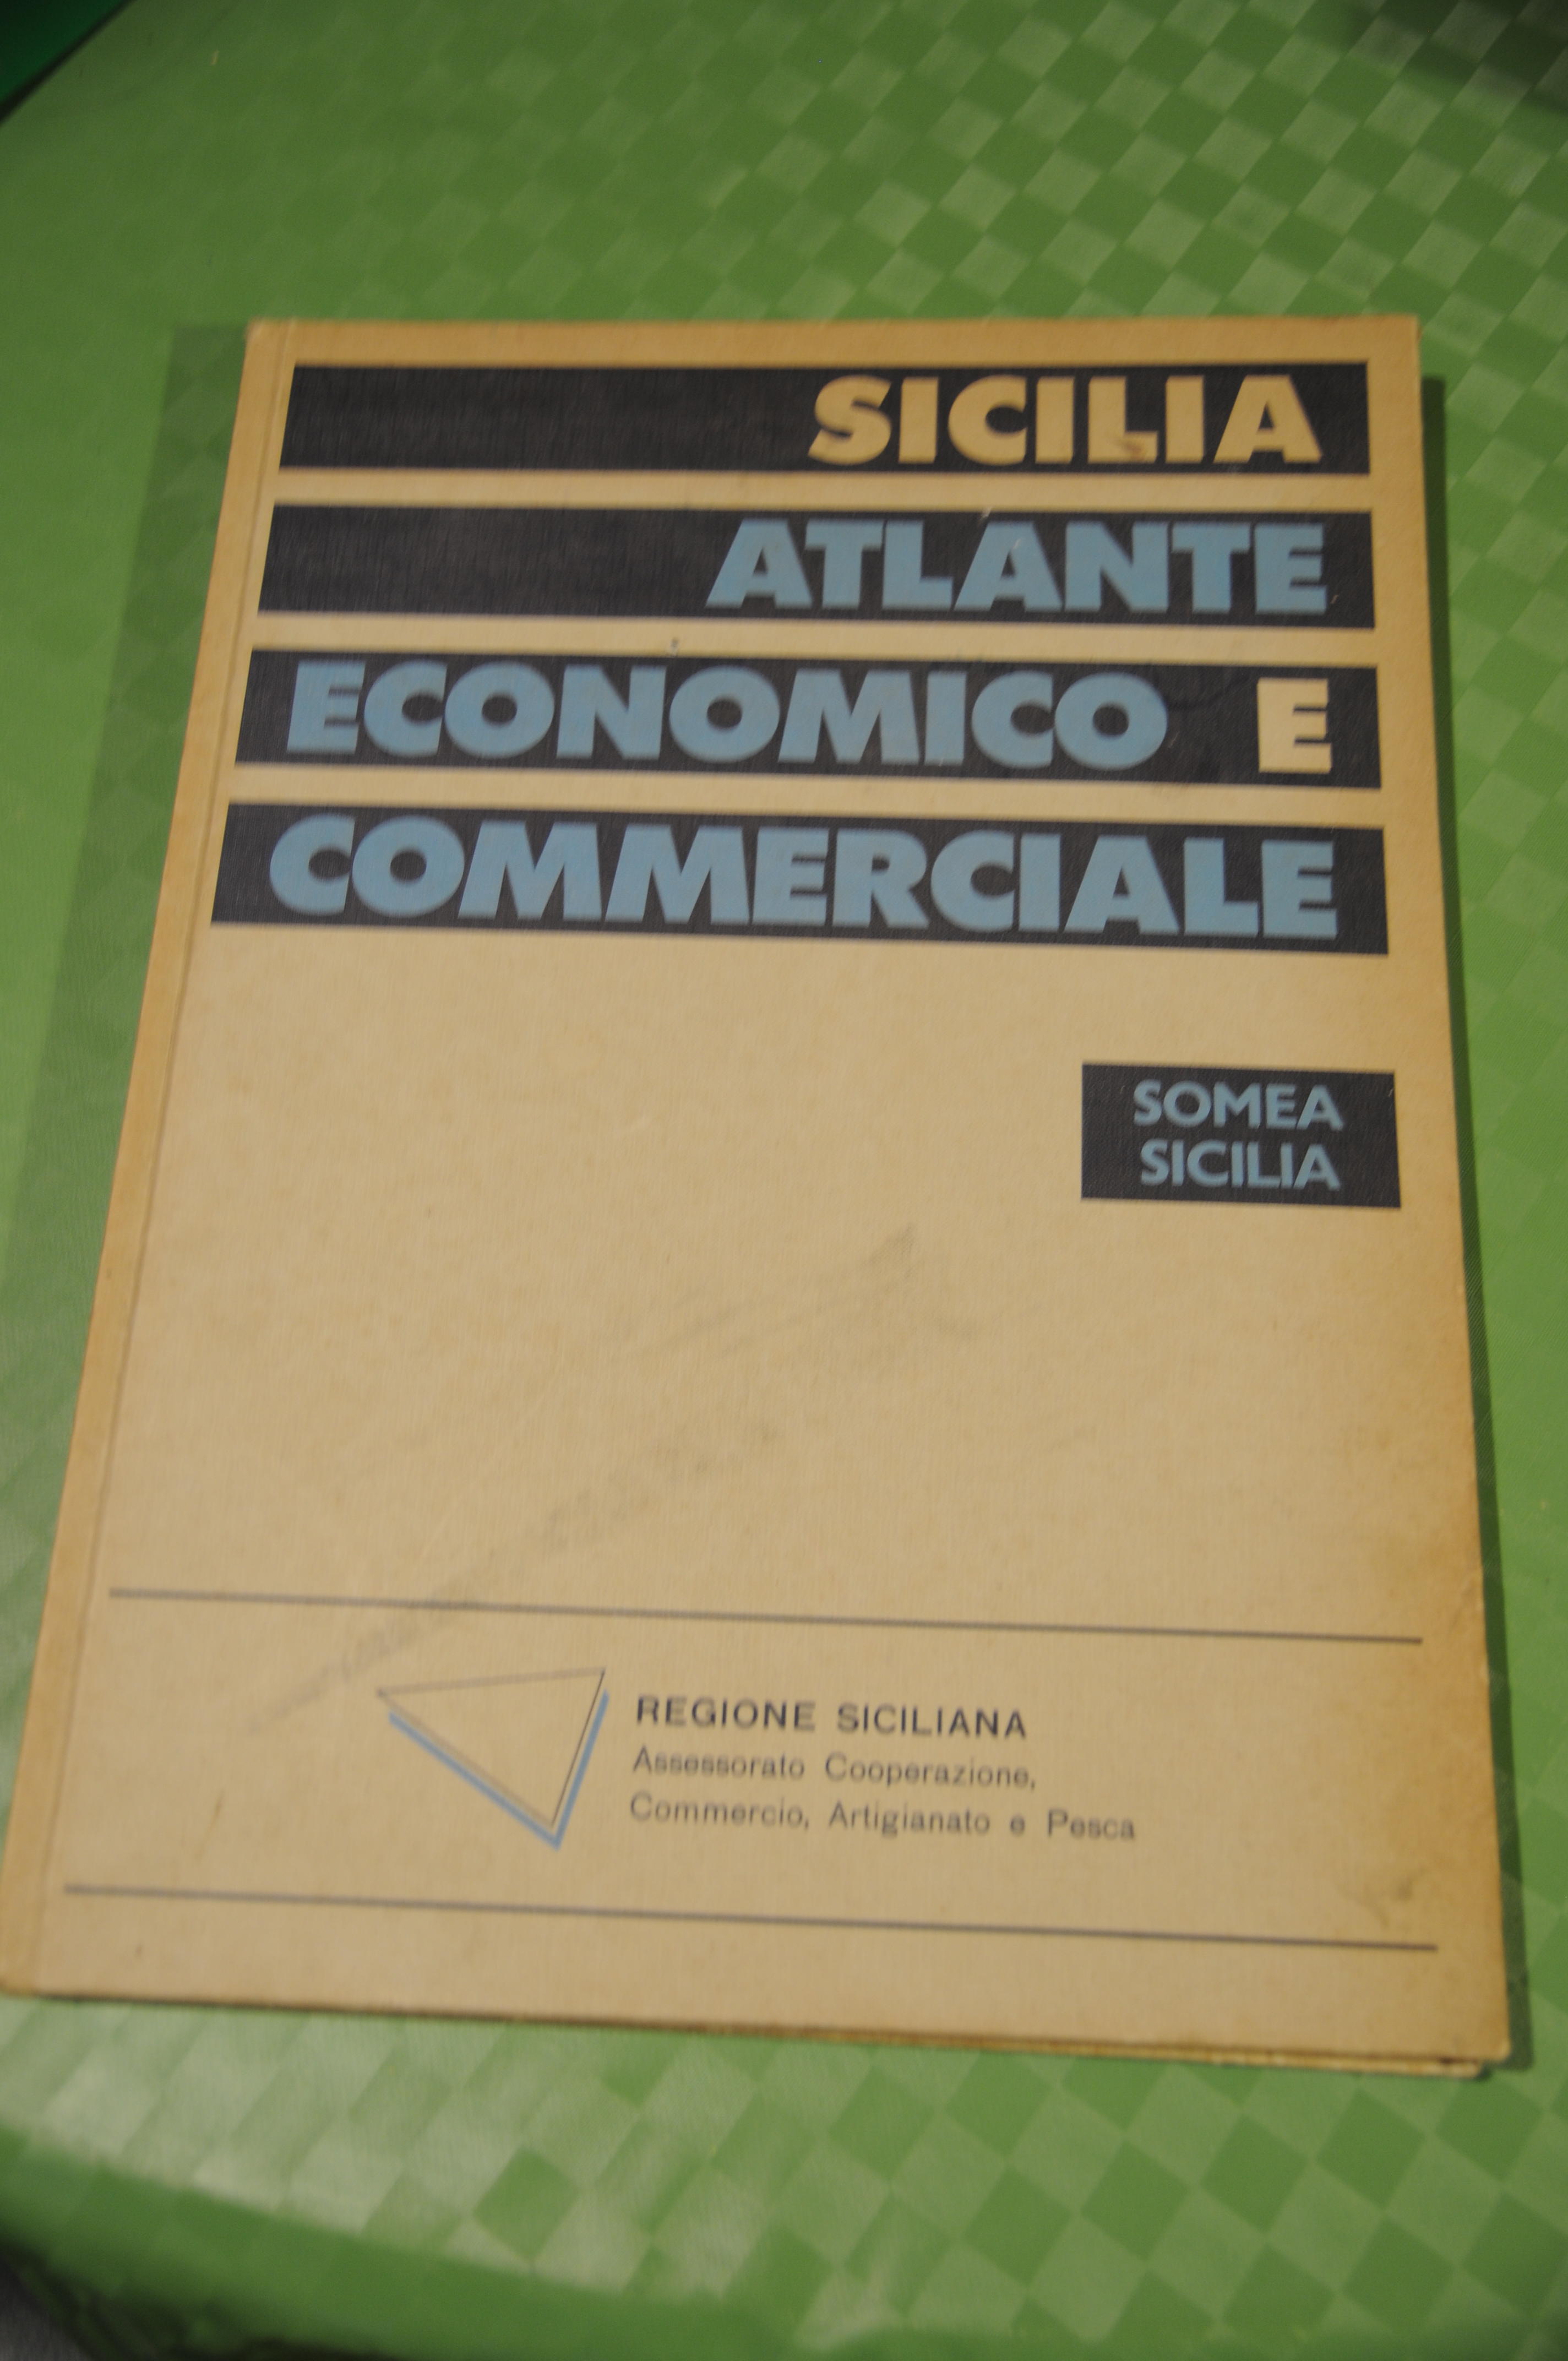 SICILIA
ATLANTE
ECONOMICO E
COMMERCIALE
SOMEA
SICILIA
REGIONE SICILIANA
Assessorato Cooperazione,
Commercio, Artigianato e Pesca